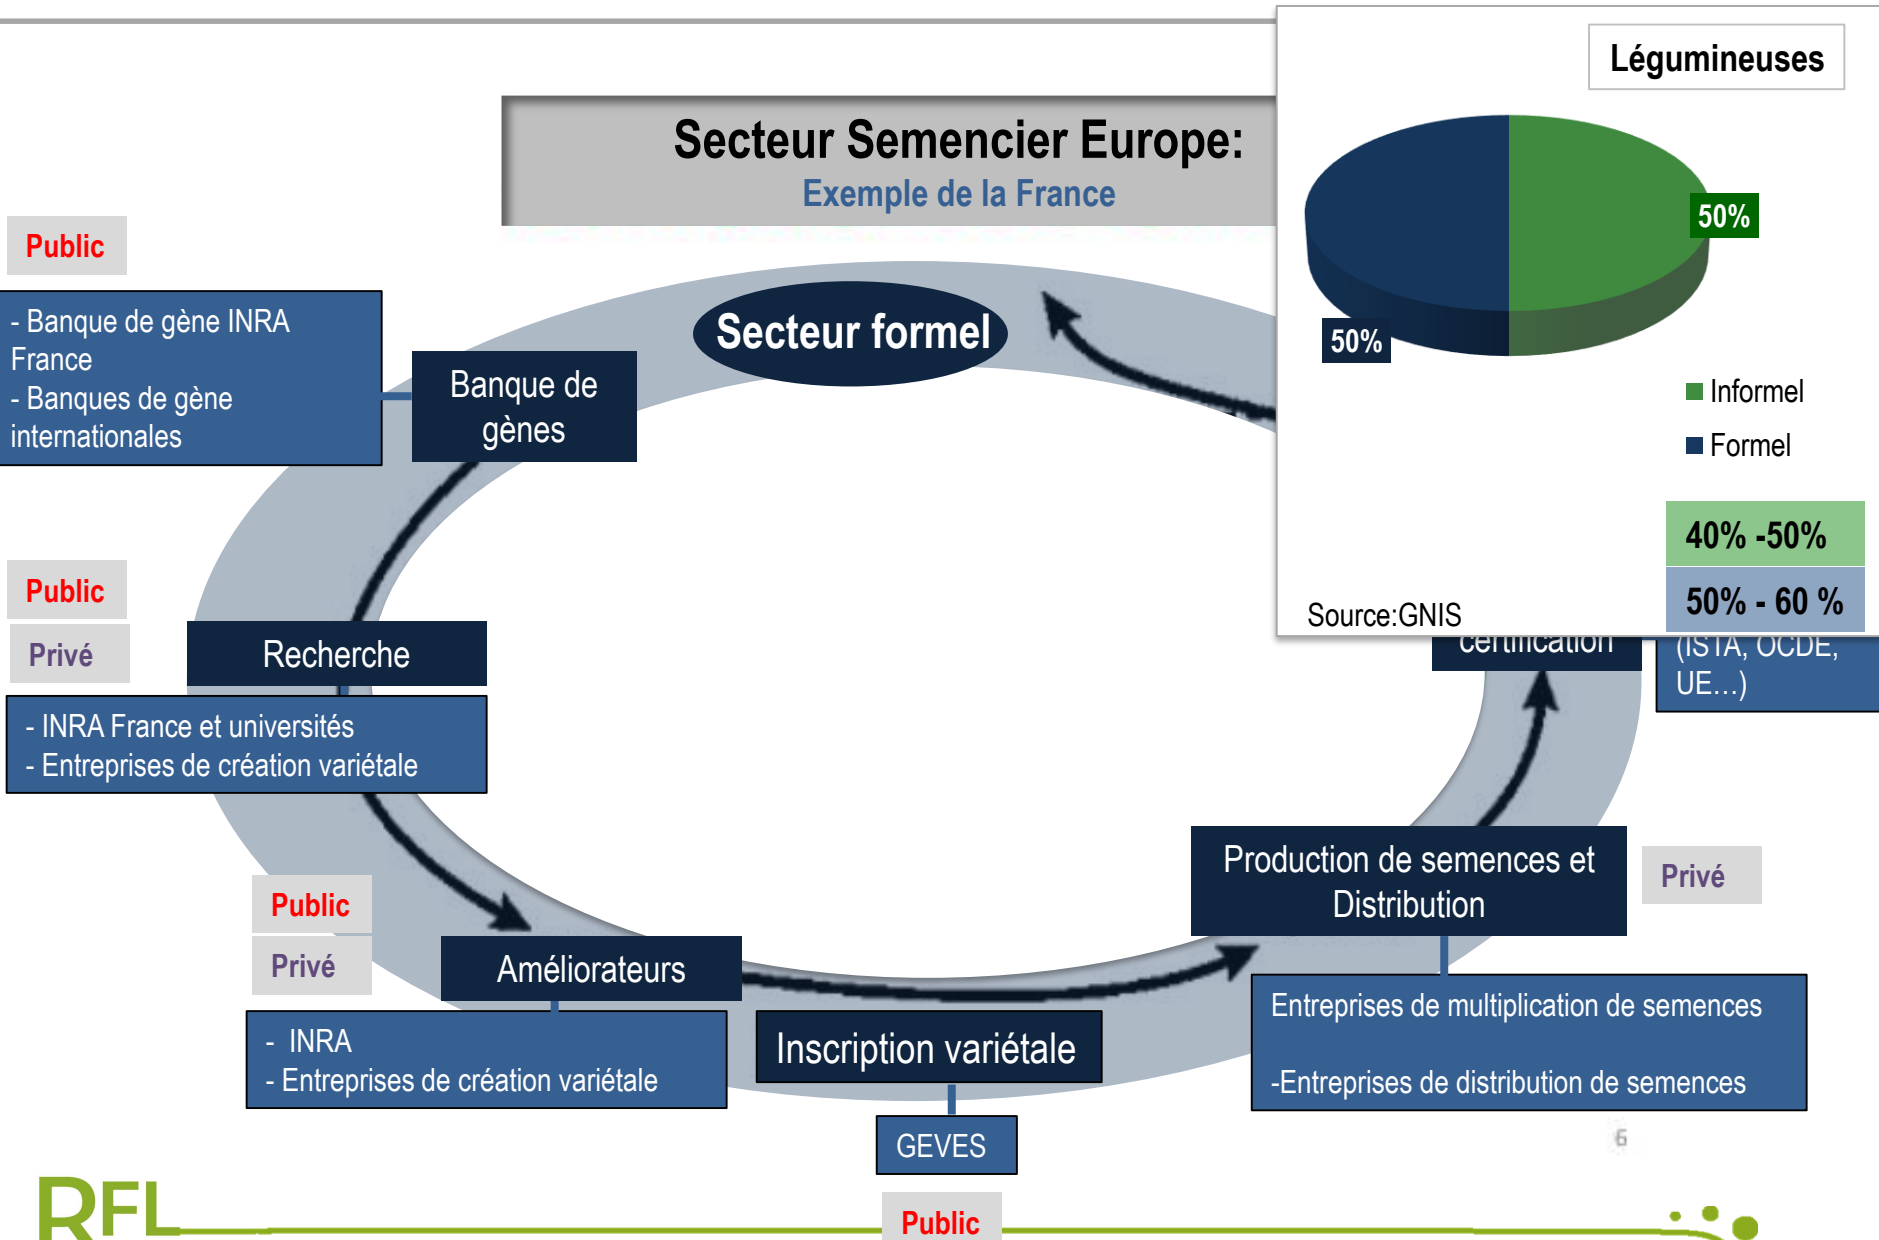 Légumineuses
Secteur Semencier Europe:
Exemple de la France
50%
50%
Informel
Formel
40% -50%
50% - 60 %
Source:GNIS
Public
- Banque de gène INRA
France
- Banques de gène
internationales
Secteur formel
Banque de
gènes
Public
Privé
Recherche
- INRA France et universités
- Entreprises de création variétale
certification
(ISTA, OCDE,
UE…)
Production de semences et
Distribution
Privé
Public
Privé
Améliorateurs
- INRA
- Entreprises de création variétale
Inscription variétale
Entreprises de multiplication de semences
-Entreprises de distribution de semences
GEVES
6
Public
RFL